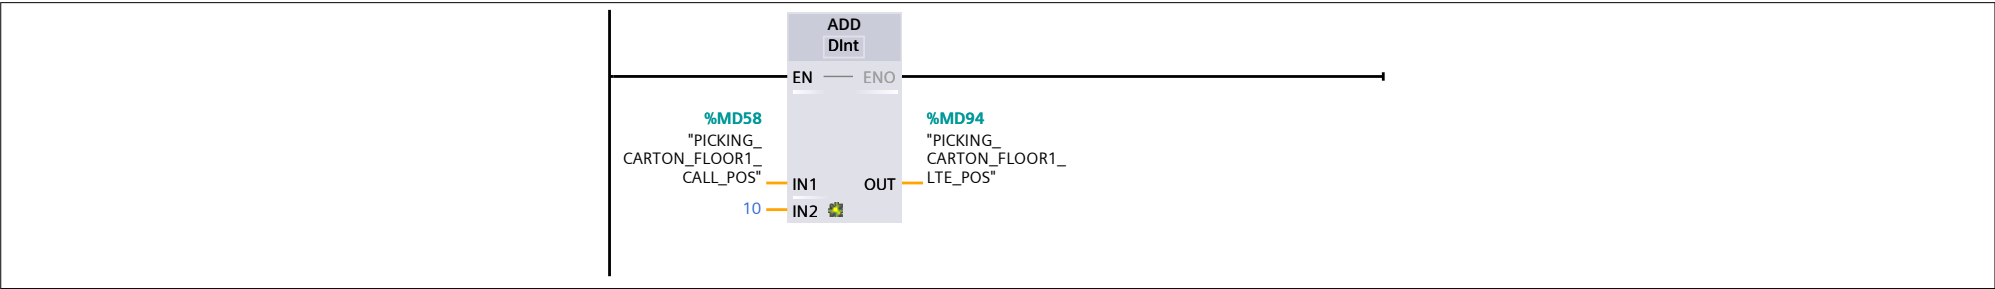 ADD
DInt
EN
ENO
%MD58
"PICKING_
CARTON_FLOOR1_
CALL_POS"
IN1
10
IN2
%MD94
"PICKING_
CARTON_FLOOR1_
LTE_POS"
OUT